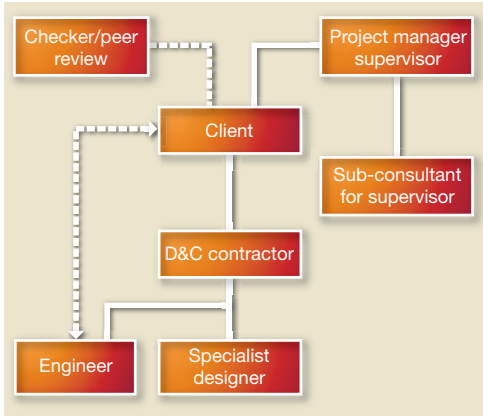 Checker/peer
review
Project manager
supervisor
Client
Sub-consultant
for supervisor
D&C contractor
Engineer
Specialist
designer